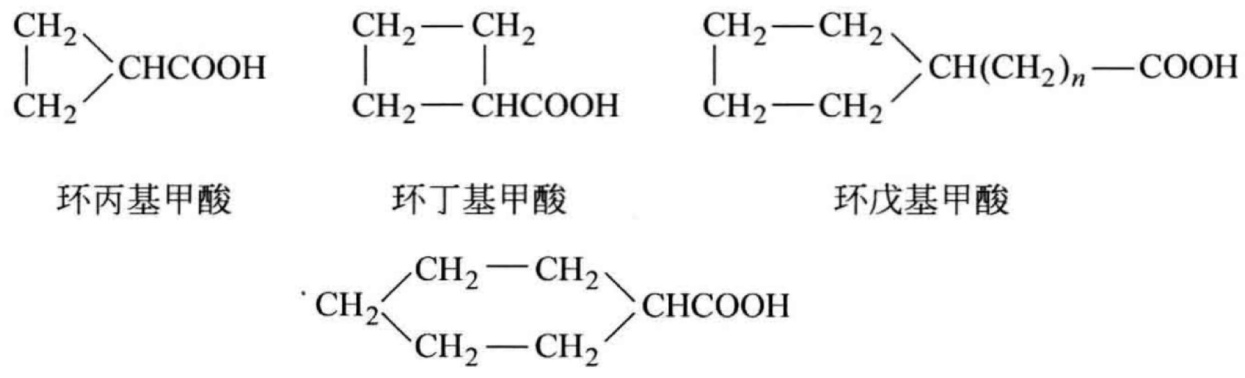 CH₂ CH₂—CH₂ CH₂—CH₂
CHCOOH CH(CH₂)ₙ—COOH
CH₂ CH₂—CHCOOH CH₂—CH₂
环丙基甲酸 环丁基甲酸 环戊基甲酸
CH₂—CH₂
CH₂ CHCOOH
CH₂—CH₂